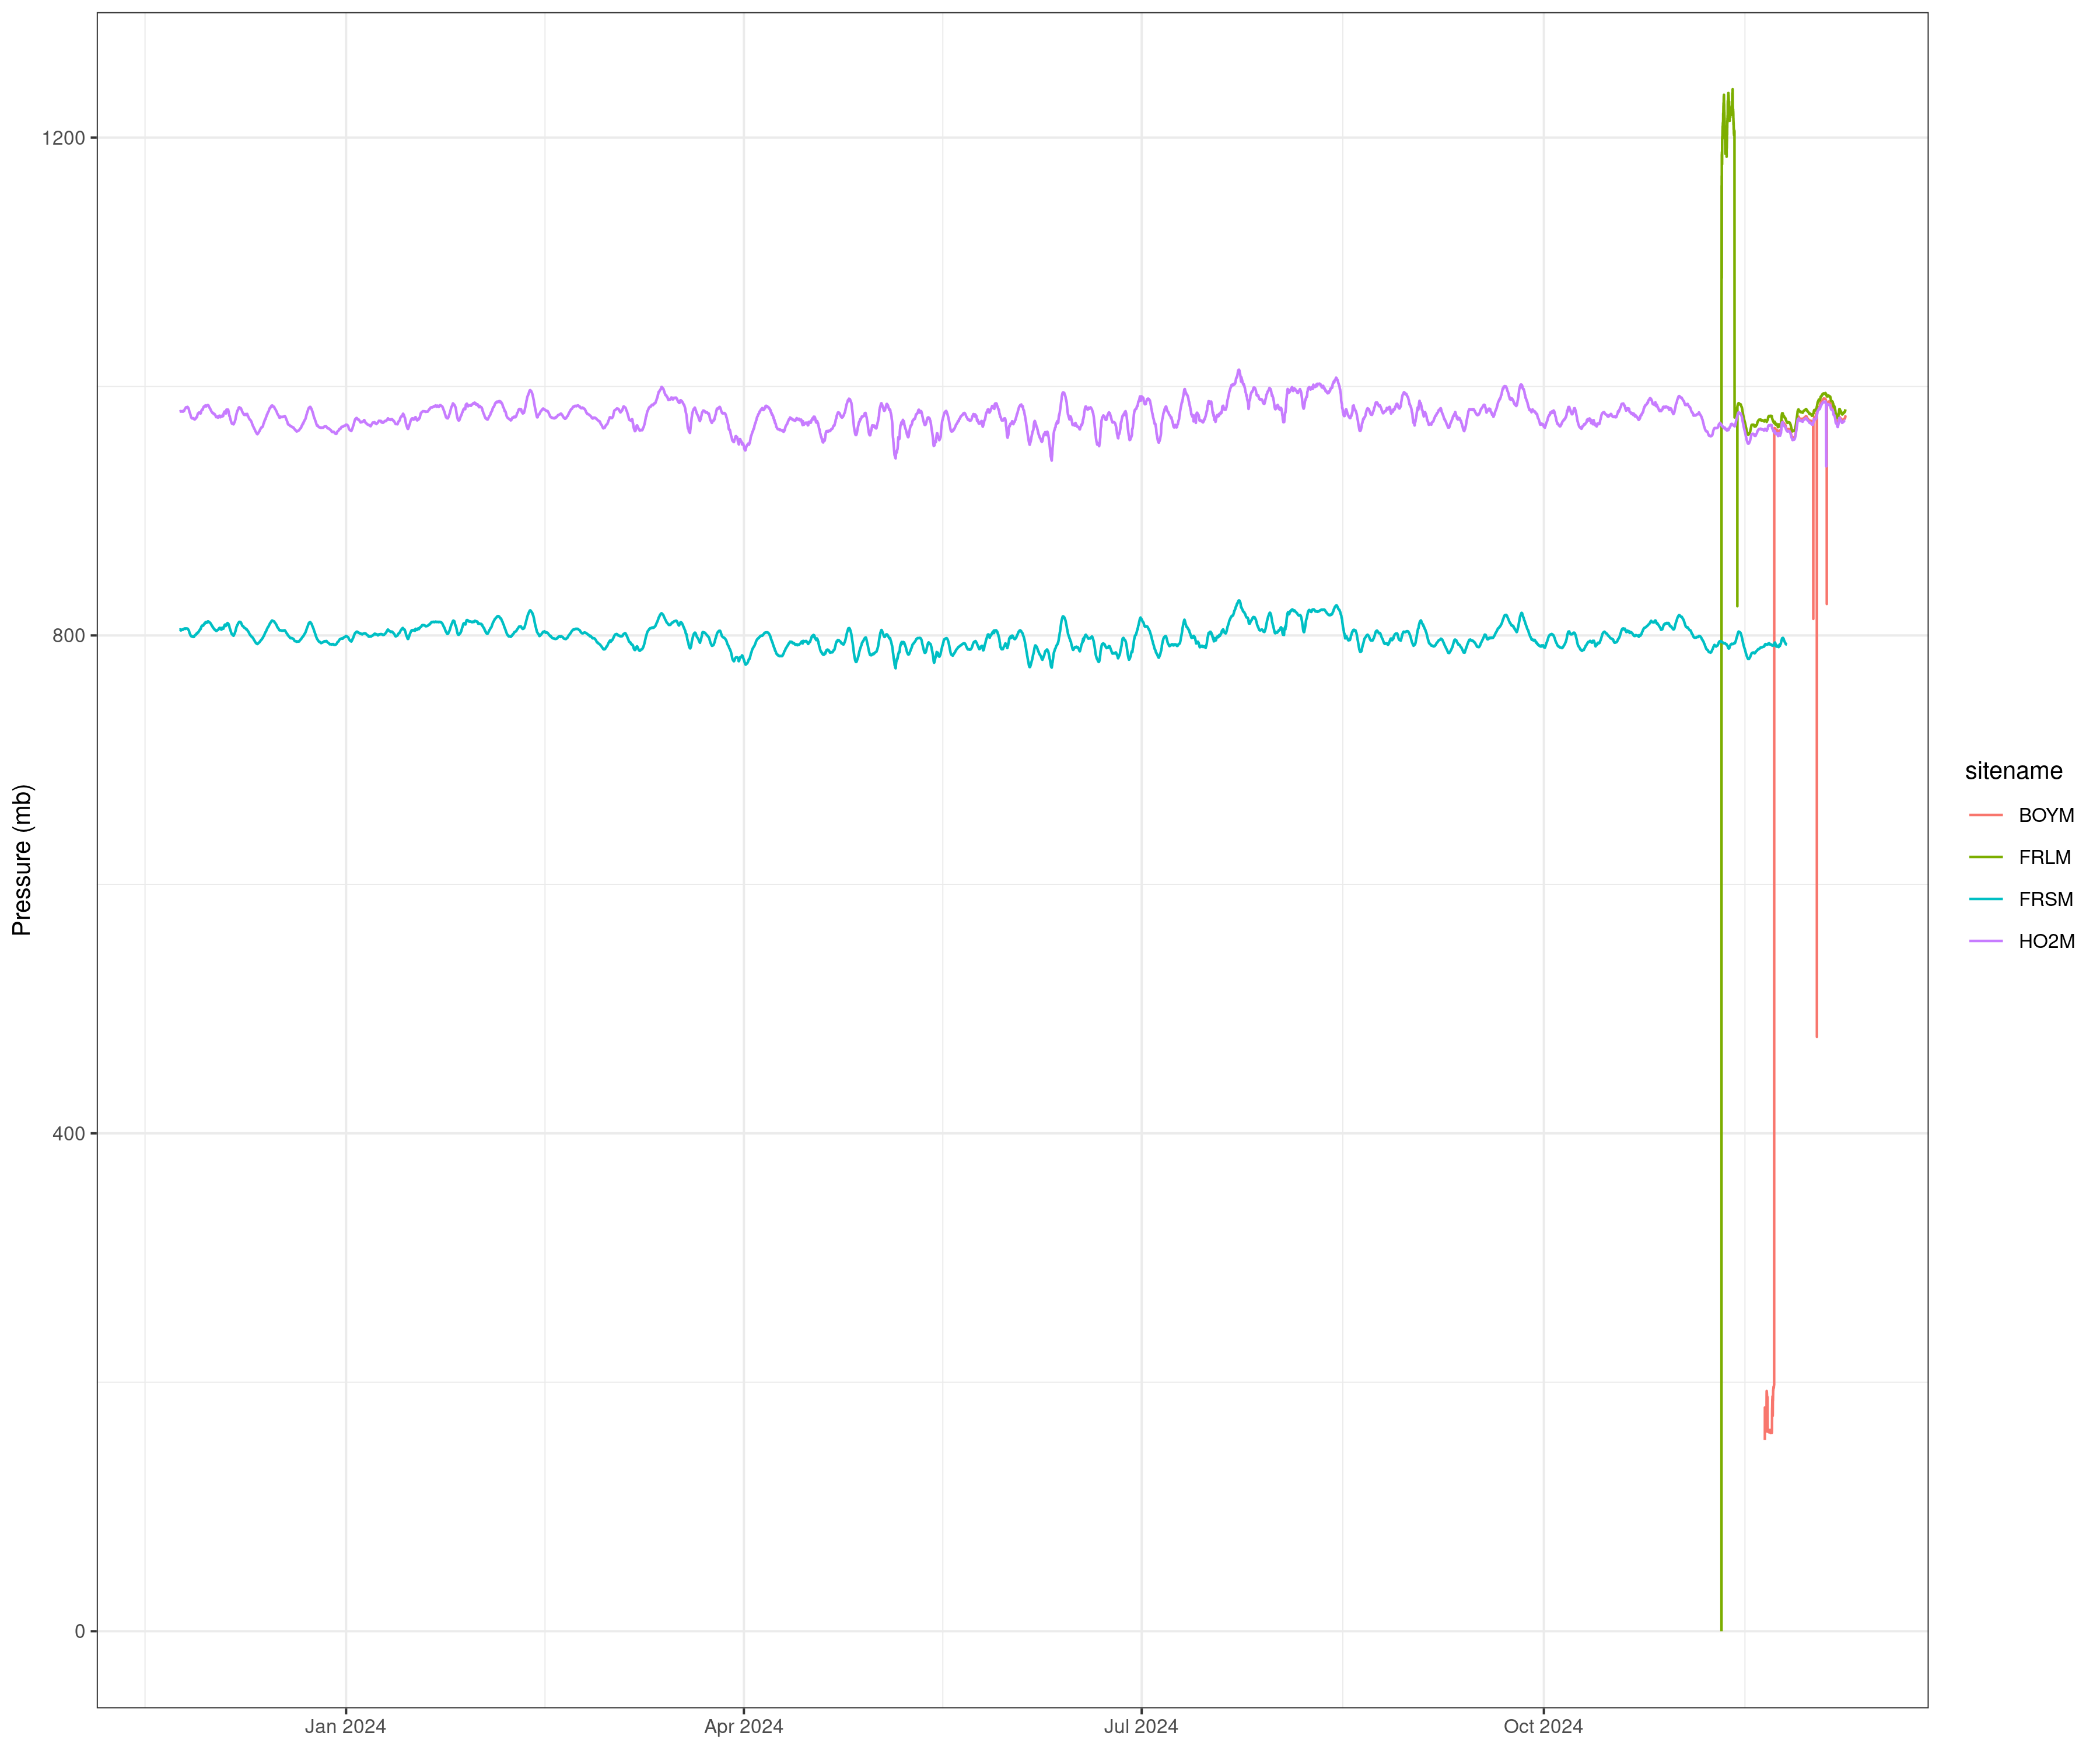 1200
800
400
0
Pressure (mb)
Jan 2024
Apr 2024
Jul 2024
Oct 2024
sitename
BOYM
FRLM
FRSM
HO2M